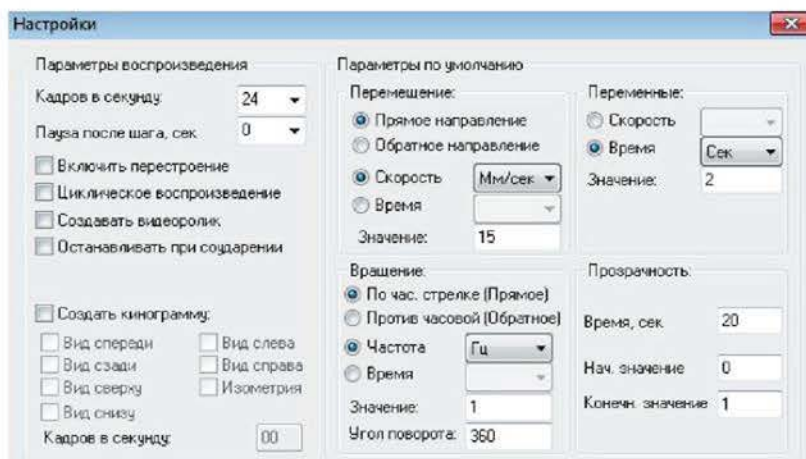 Настройки
Параметры воспроизведения
Кадров в секунду: 24
Пауза после шага, сек 0
Включить перестроение
Циклическое воспроизведение
Создавать видеоролик
Останавливать при соударении
Создать кинограмму:
Вид спереди Вид слева
Вид сзади Вид справа
Вид сверху Изометрия
Вид снизу
Кадров в секунду: 00
Параметры по умолчанию
Перемещение:
Прямое направление
Обратное направление
Скорость Мм/сек
Время
Значение: 15
Вращение:
По час. стрелке (Прямое)
Против часовой (Обратное)
Частота Гц
Время
Значение: 1
Угол поворота: 360
Переменные:
Скорость
Время Сек
Значение: 2
Прозрачность:
Время, сек 20
Нач. значение 0
Конечн. значение 1